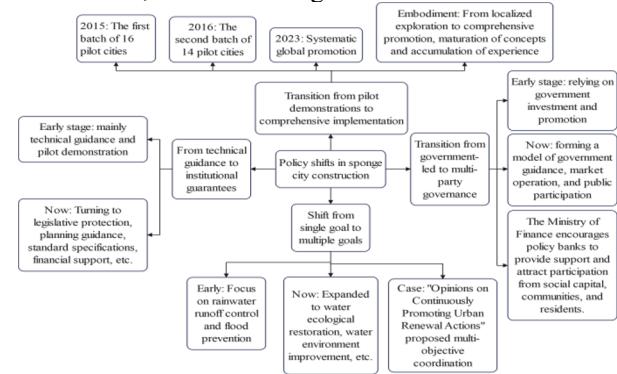 2015: The first
batch of 16
pilot cities
2016: The
second batch of
14 pilot cities
2023: Systematic
global promotion
Embodiment: From localized
exploration to comprehensive
promotion, maturation of concepts
and accumulation of experience
Transition from pilot
demonstrations to
comprehensive implementation
Early stage: mainly
technical guidance and
pilot demonstration
Now: Turning to
legislative protection,
planning guidance,
standard specifications,
financial support, etc.
From technical
guidance to
institutional
guarantees
Policy shifts in sponge
city construction
Transition from
government-
led to multi-
party
governance
Early stage: relying on
government
investment and
promotion
Now: forming a
model of government
guidance, market
operation, and public
participation
The Ministry of
Finance encourages
policy banks to
provide support and
attract participation
from social capital,
communities, and
residents.
Shift from
single goal to
multiple goals
Early: Focus
on rainwater
runoff control
and flood
prevention
Now: Expanded
to water
ecological
restoration, water
environment
improvement, etc.
Case: "Opinions on
Continuously
Promoting Urban
Renewal Actions"
proposed multi-
objective
coordination